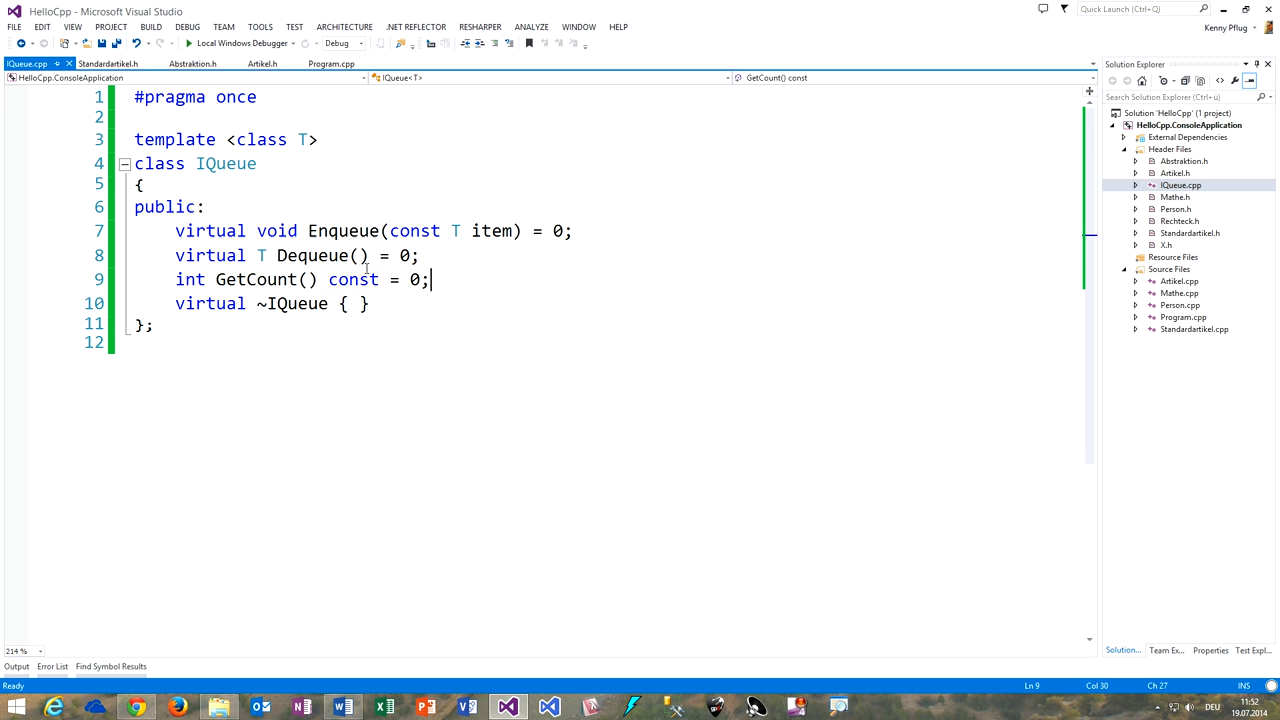 HelloCpp - Microsoft Visual Studio
Quick Launch (Ctrl+Q)
FILE EDIT VIEW PROJECT BUILD DEBUG TEAM TOOLS TEST ARCHITECTURE .NET REFLECTOR RESHARPER ANALYZE WINDOW HELP
Kenny Pflug
Local Windows Debugger Debug
IQueue.cpp Standardartikel.h Abstraktion.h Artikel.h Program.cpp
HelloCpp.ConsoleApplication IQueue<T> GetCount() const
1 #pragma once
2
3 template <class T>
4 class IQueue
5 {
6 public:
7 virtual void Enqueue(const T item) = 0;
8 virtual T Dequeue() = 0;
9 int GetCount() const = 0;
10 virtual ~IQueue { }
11 };
12
214 %
Solution Explorer
Search Solution Explorer (Ctrl+ü)
Solution 'HelloCpp' (1 project)
HelloCpp.ConsoleApplication
External Dependencies
Header Files
Abstraktion.h
Artikel.h
IQueue.cpp
Mathe.h
Person.h
Rechteck.h
Standardartikel.h
X.h
Resource Files
Source Files
Artikel.cpp
Mathe.cpp
Person.cpp
Program.cpp
Standardartikel.cpp
Solution... Team Ex... Properties Test Expl...
Output Error List Find Symbol Results
Ready Ln 9 Col 30 Ch 27 INS
DEU
11:52
19.07.2014